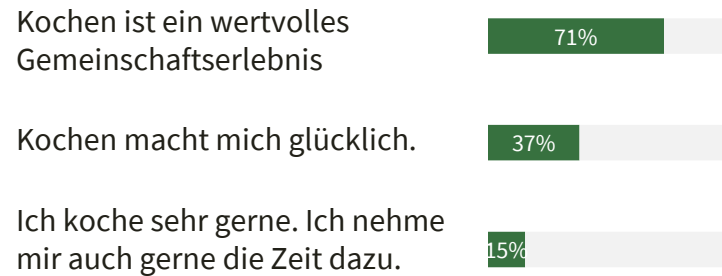 Kochen ist ein wertvolles
Gemeinschaftserlebnis
71%
Kochen macht mich glücklich.
37%
Ich koche sehr gerne. Ich nehme
mir auch gerne die Zeit dazu.
15%